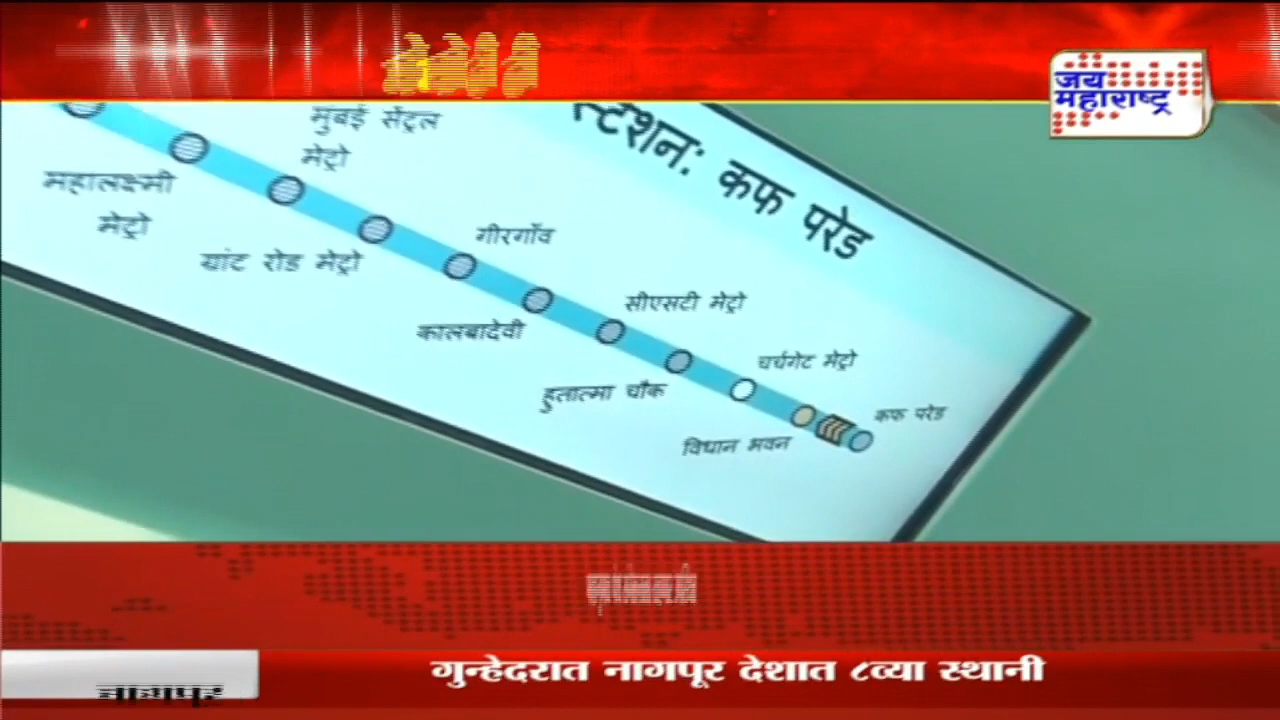 जय
महाराष्ट्र
स्टेशन: कफ परेड
मुंबई सेंट्रल
मेट्रो
महालक्ष्मी
मेट्रो
ग्रांट रोड मेट्रो
गीरगाँव
कालबादेवी
सीएसटी मेट्रो
हुतात्मा चौक
चर्चगेट मेट्रो
विधान भवन
कफ परेड
गुन्हेदरात नागपूर देशात ८व्या स्थानी
नागपूर